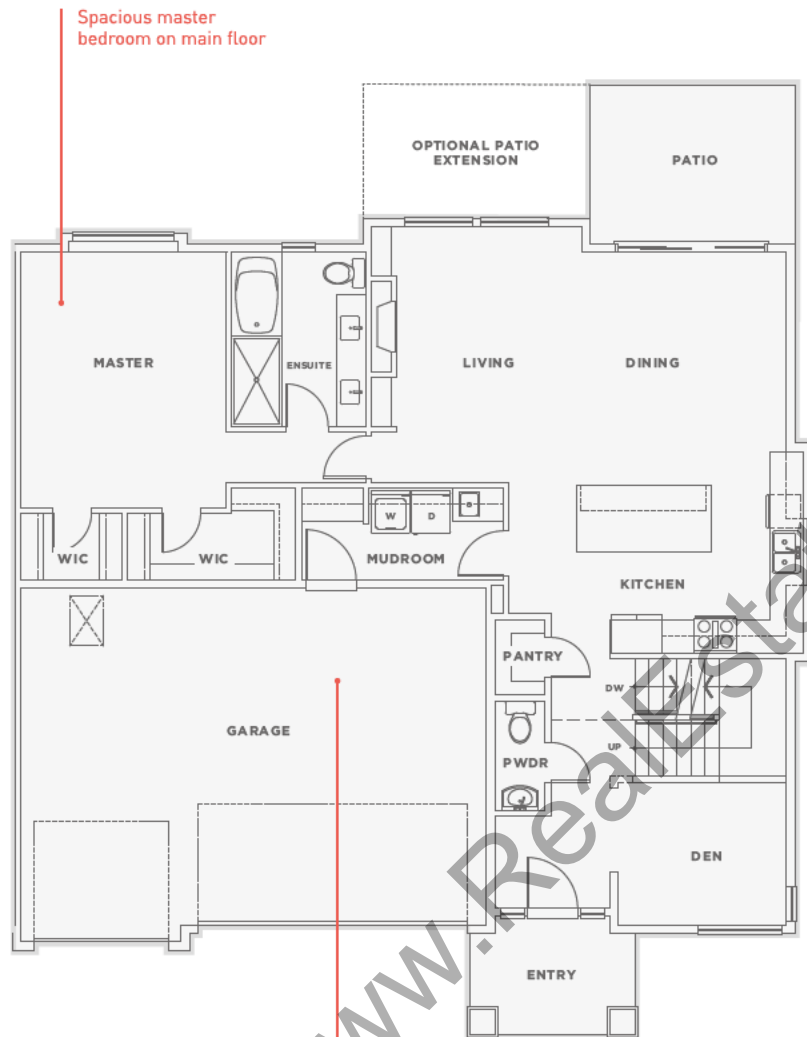 Spacious master
bedroom on main floor
OPTIONAL PATIO
EXTENSION
PATIO
MASTER
ENSUITE
LIVING
DINING
W
D
WIC
WIC
MUDROOM
KITCHEN
PANTRY
DW
GARAGE
UP
PWDR
DEN
ENTRY
www.RealEsta